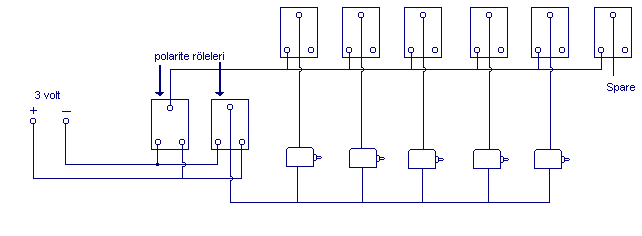 polarite röleleri
3 volt
+ −
Spare